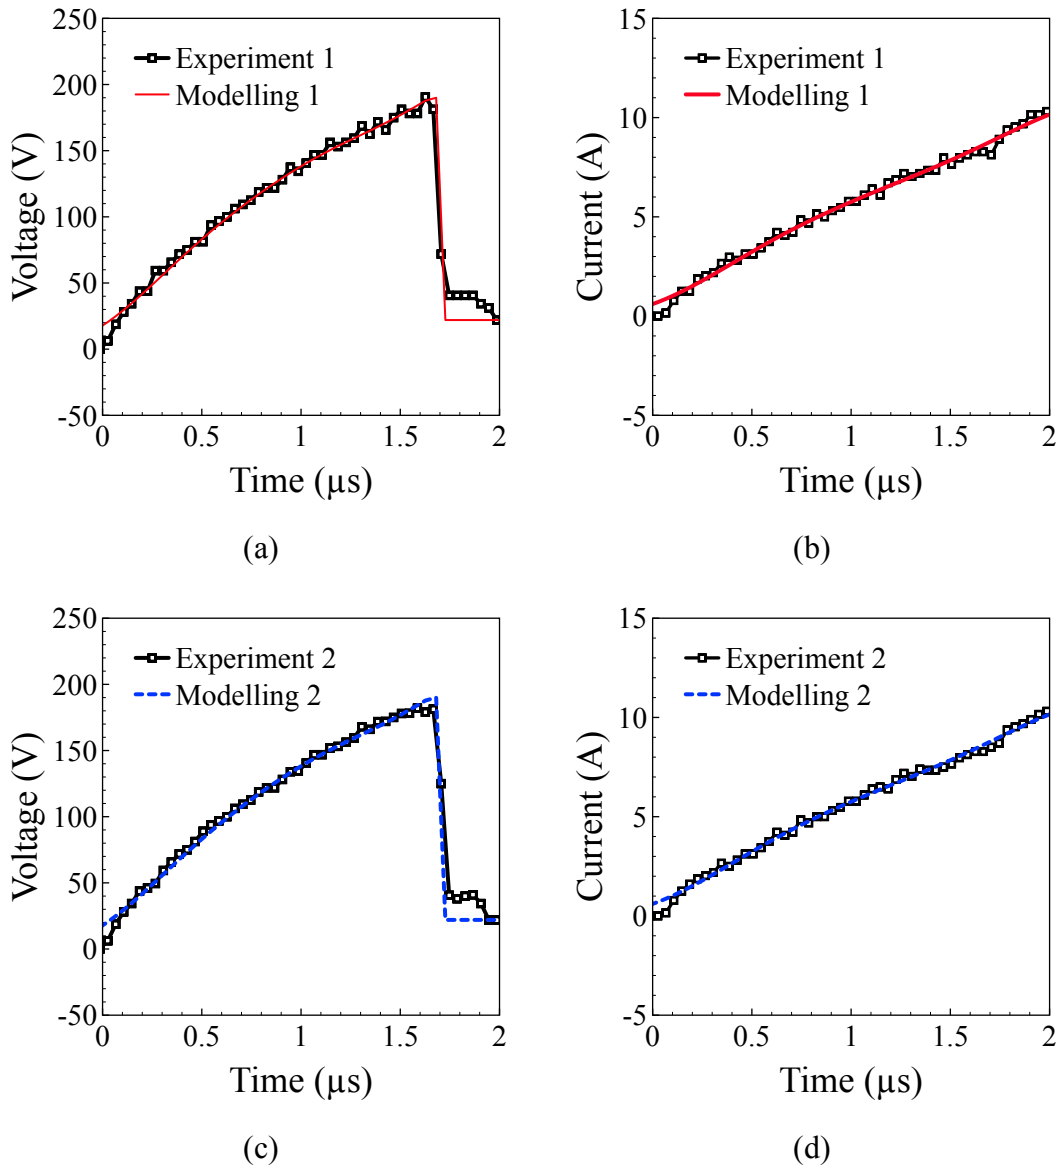 250
200
150
100
50
0
-50
Voltage (V)
Experiment 1
Modelling 1
0 0.5 1 1.5 2
Time (µs)
(a)
15
10
5
0
-5
Current (A)
Experiment 1
Modelling 1
0 0.5 1 1.5 2
Time (µs)
(b)
250
200
150
100
50
0
-50
Voltage (V)
Experiment 2
Modelling 2
0 0.5 1 1.5 2
Time (µs)
(c)
15
10
5
0
-5
Current (A)
Experiment 2
Modelling 2
0 0.5 1 1.5 2
Time (µs)
(d)